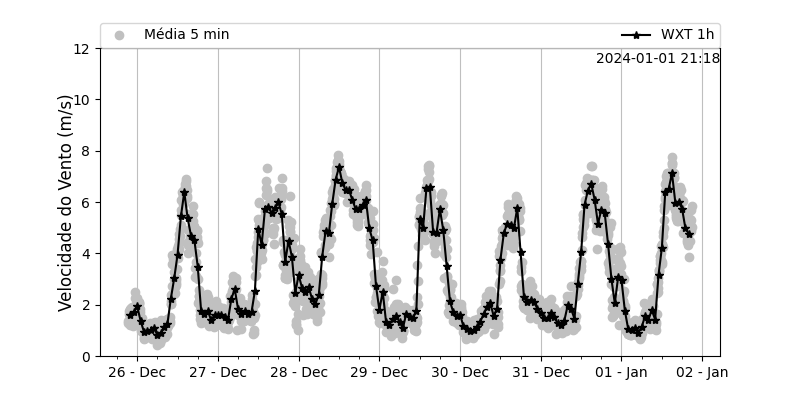 Média 5 min
WXT 1h
2024-01-01 21:18
Velocidade do Vento (m/s)
12
10
8
6
4
2
0
26 - Dec
27 - Dec
28 - Dec
29 - Dec
30 - Dec
31 - Dec
01 - Jan
02 - Jan